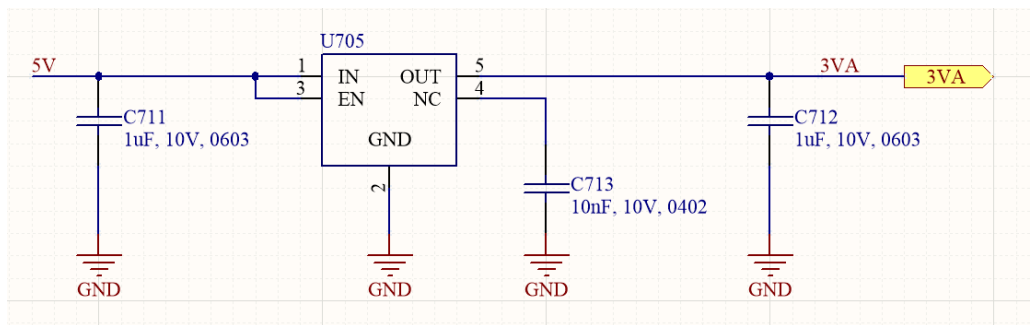 U705
5V
1
IN
OUT
5
3VA
3VA
3
EN
NC
4
C711
1uF, 10V, 0603
GND
C712
1uF, 10V, 0603
2
C713
10nF, 10V, 0402
GND
GND
GND
GND